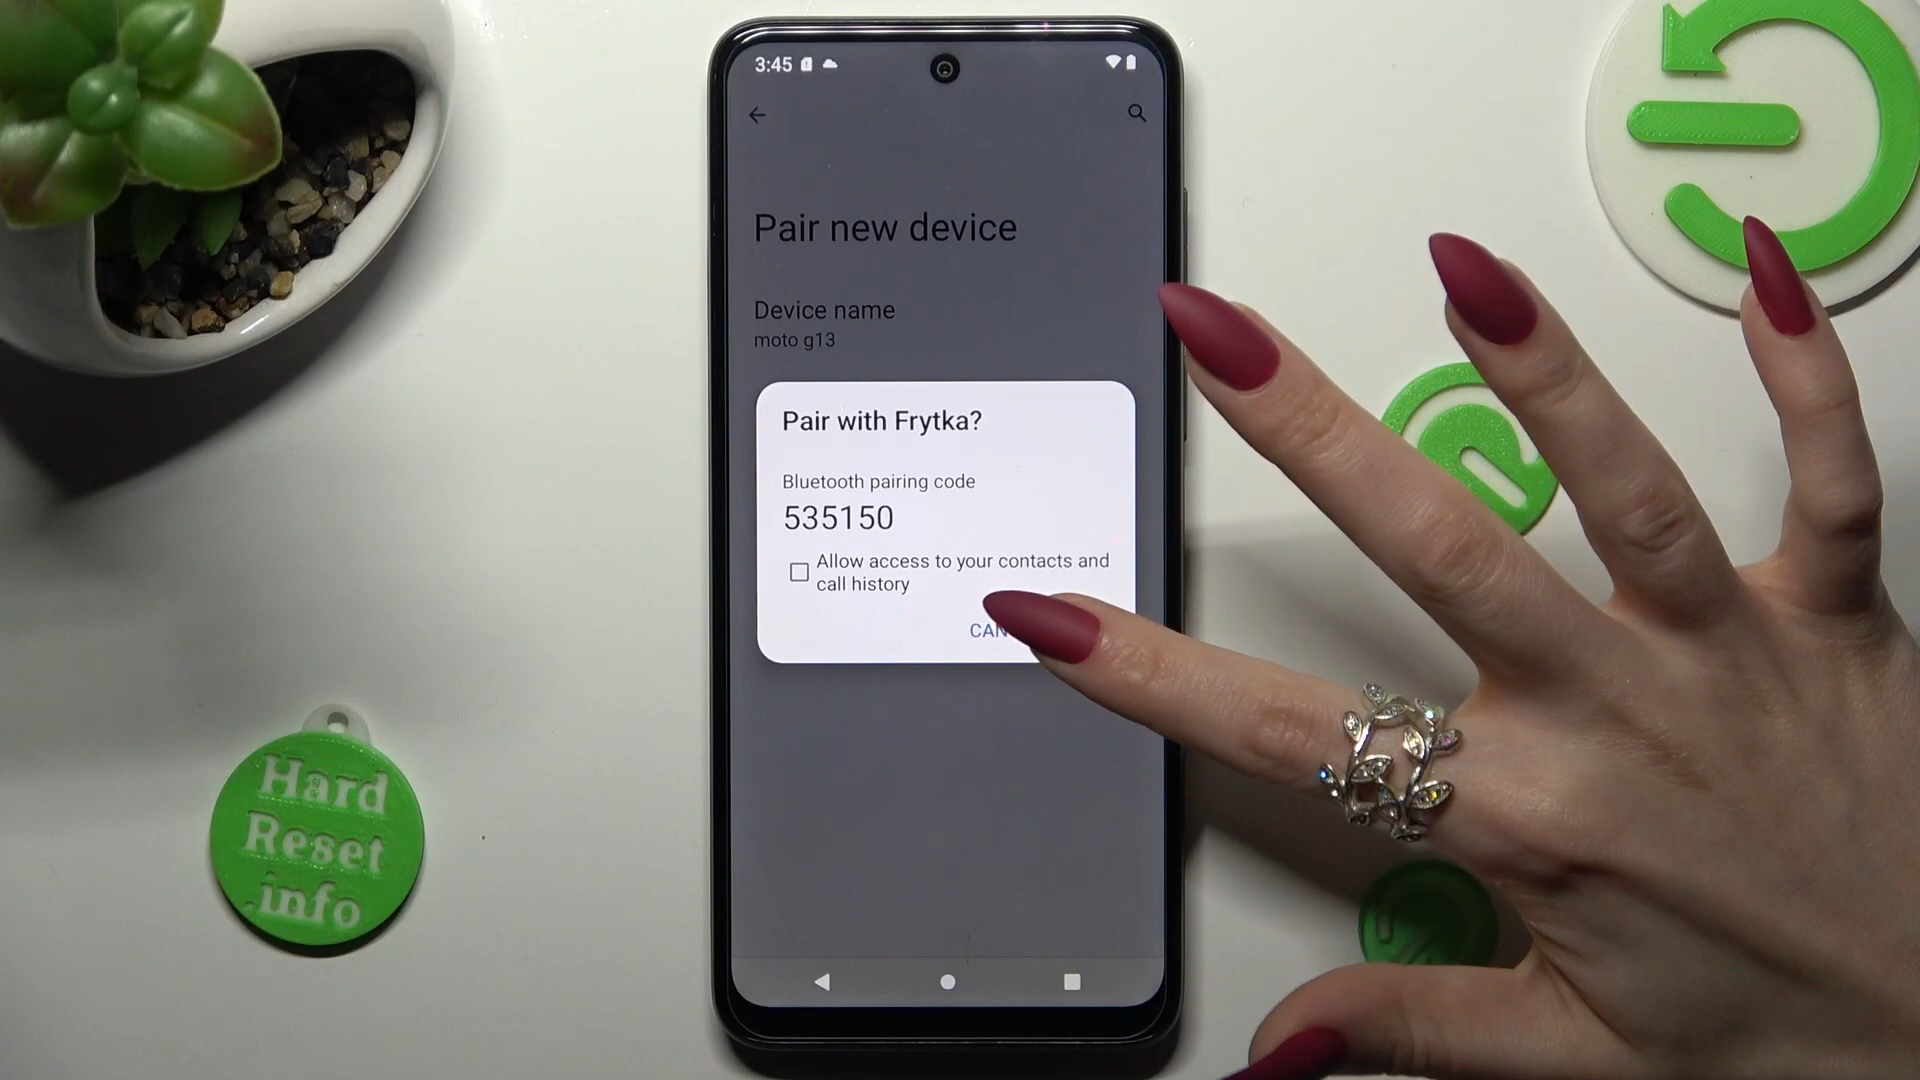 3:45
Pair new device
Device name
moto g13
Pair with Frytka?
Bluetooth pairing code
535150
Allow access to your contacts and
call history
Hard
Reset
.info